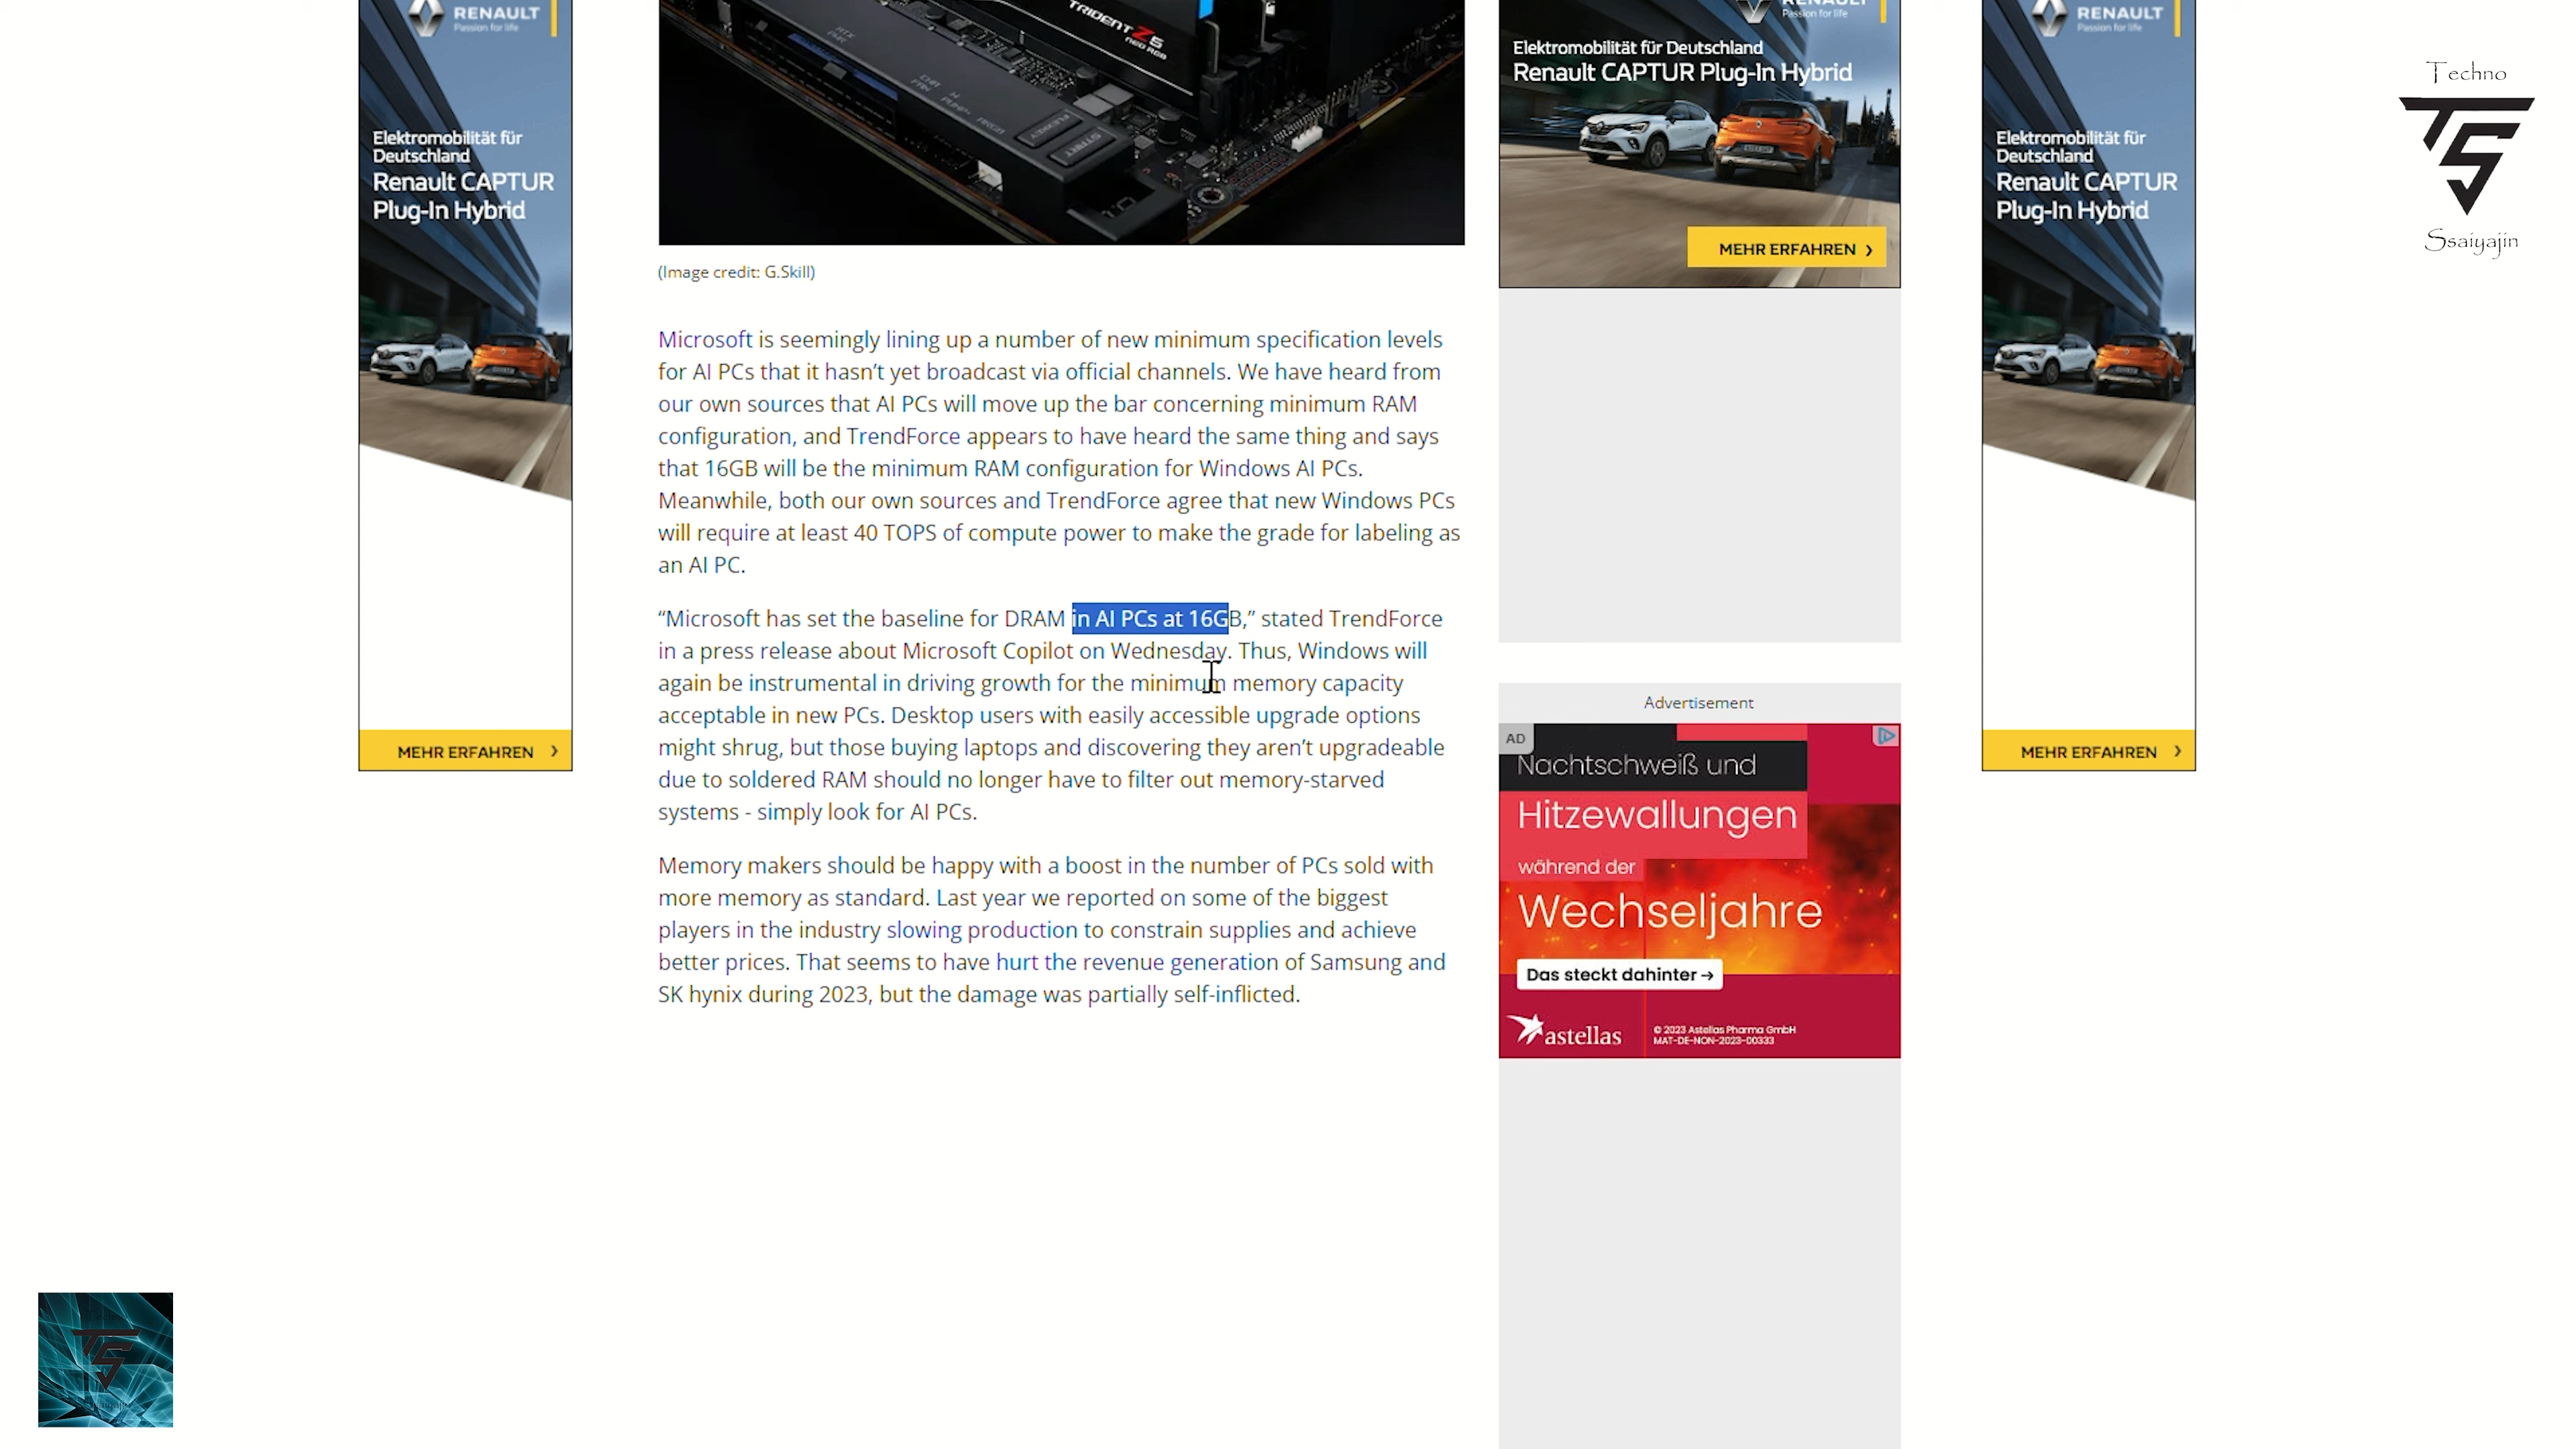 RENAULT
Passion for life
Elektromobilität für
Deutschland
Renault CAPTUR
Plug-In Hybrid
MEHR ERFAHREN
TRIDENT Z5
NEO RGB
START
(Image credit: G.Skill)
Microsoft is seemingly lining up a number of new minimum specification levels
for AI PCs that it hasn’t yet broadcast via official channels. We have heard from
our own sources that AI PCs will move up the bar concerning minimum RAM
configuration, and TrendForce appears to have heard the same thing and says
that 16GB will be the minimum RAM configuration for Windows AI PCs.
Meanwhile, both our own sources and TrendForce agree that new Windows PCs
will require at least 40 TOPS of compute power to make the grade for labeling as
an AI PC.
“Microsoft has set the baseline for DRAM in AI PCs at 16GB,” stated TrendForce
in a press release about Microsoft Copilot on Wednesday. Thus, Windows will
again be instrumental in driving growth for the minimum memory capacity
acceptable in new PCs. Desktop users with easily accessible upgrade options
might shrug, but those buying laptops and discovering they aren’t upgradeable
due to soldered RAM should no longer have to filter out memory-starved
systems - simply look for AI PCs.
Memory makers should be happy with a boost in the number of PCs sold with
more memory as standard. Last year we reported on some of the biggest
players in the industry slowing production to constrain supplies and achieve
better prices. That seems to have hurt the revenue generation of Samsung and
SK hynix during 2023, but the damage was partially self-inflicted.
RENAULT
Passion for life
Elektromobilität für Deutschland
Renault CAPTUR Plug-In Hybrid
MEHR ERFAHREN
Advertisement
AD
Nachtschweiß und
Hitzewallungen
während der
Wechseljahre
Das steckt dahinter →
astellas
© 2023 Astellas Pharma GmbH
MAT-DE-NON-2023-00333
RENAULT
Passion for life
Elektromobilität für
Deutschland
Renault CAPTUR
Plug-In Hybrid
MEHR ERFAHREN
Techno
TS
Ssaiyajin